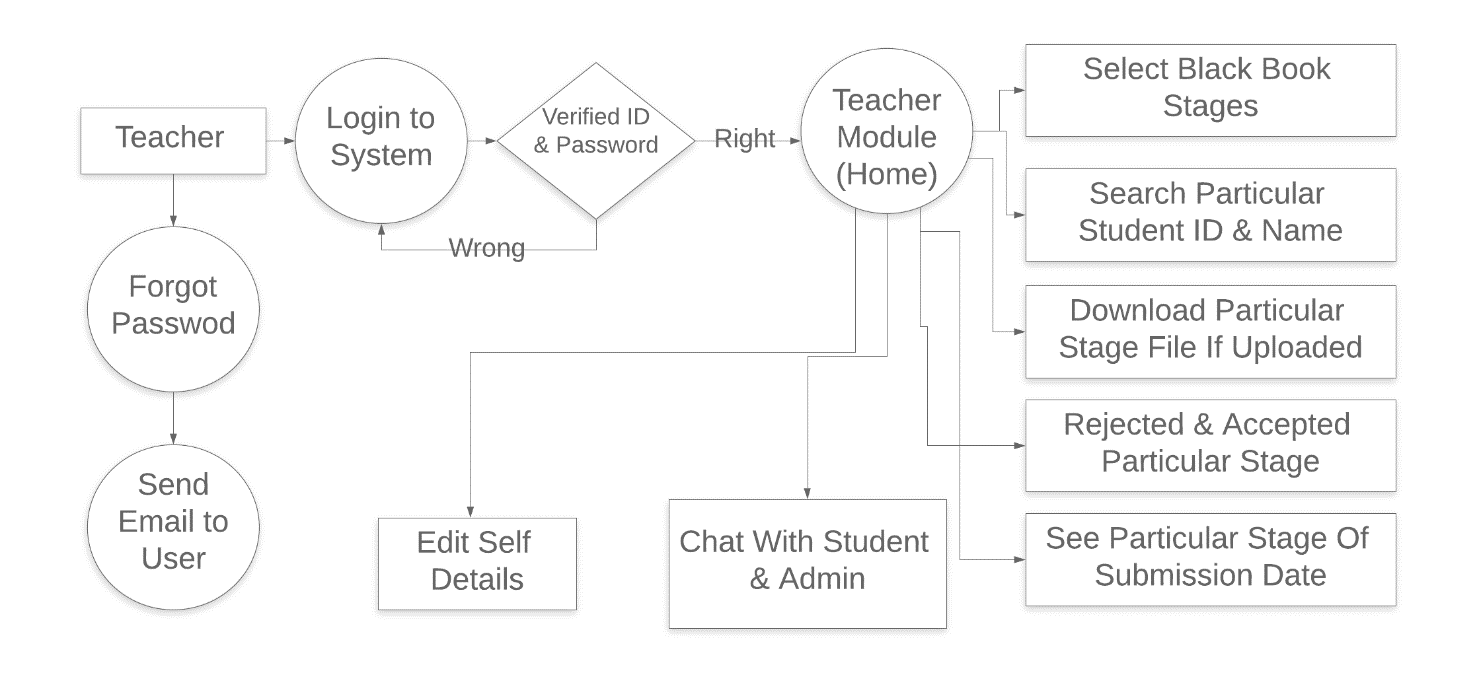 Teacher
Login to
System
Verified ID
& Password
Right
Wrong
Teacher
Module
(Home)
Forgot
Passwod
Send
Email to
User
Edit Self
Details
Chat With Student
& Admin
Select Black Book
Stages
Search Particular
Student ID & Name
Download Particular
Stage File If Uploaded
Rejected & Accepted
Particular Stage
See Particular Stage Of
Submission Date